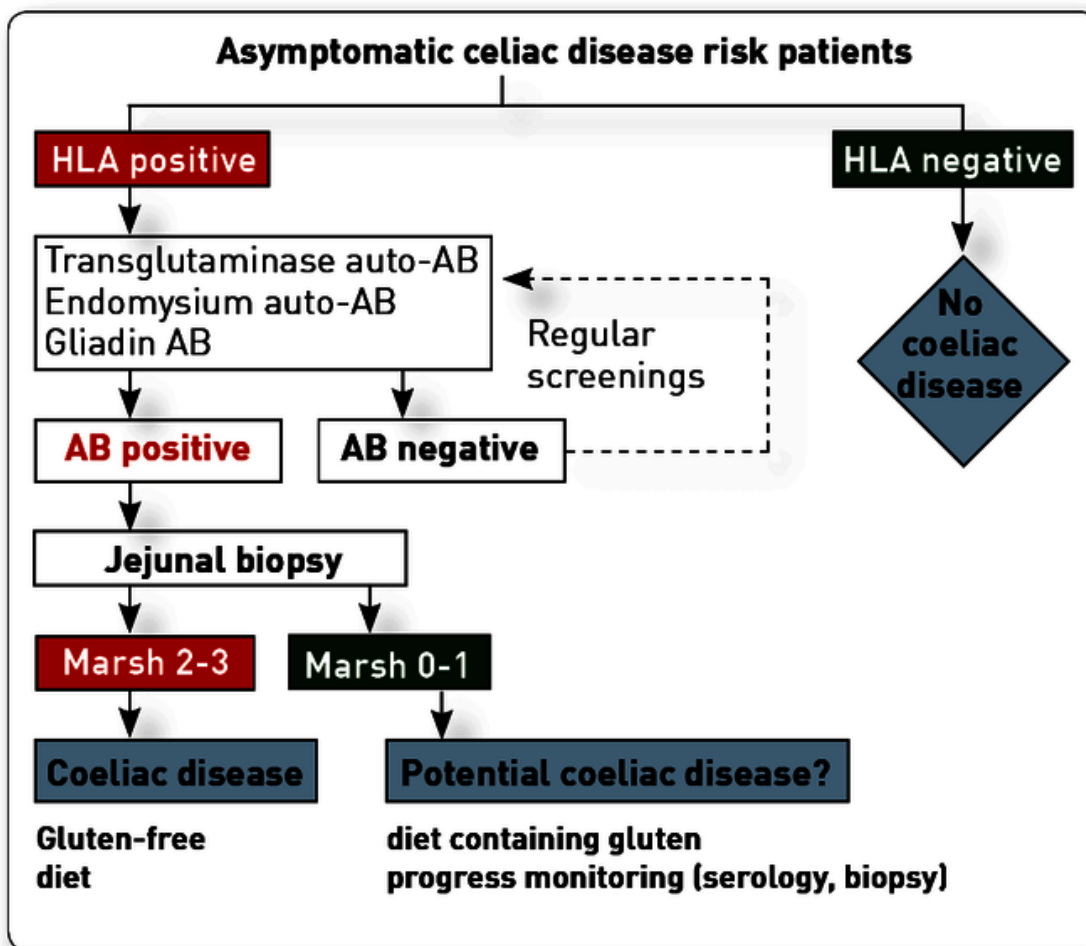 Asymptomatic celiac disease risk patients
HLA positive
HLA negative
Transglutaminase auto-AB
Endomysium auto-AB
Gliadin AB
Regular
screenings
No
coeliac
disease
AB positive
AB negative
Jejunal biopsy
Marsh 2-3
Marsh 0-1
Coeliac disease
Potential coeliac disease?
Gluten-free
diet
diet containing gluten
progress monitoring (serology, biopsy)